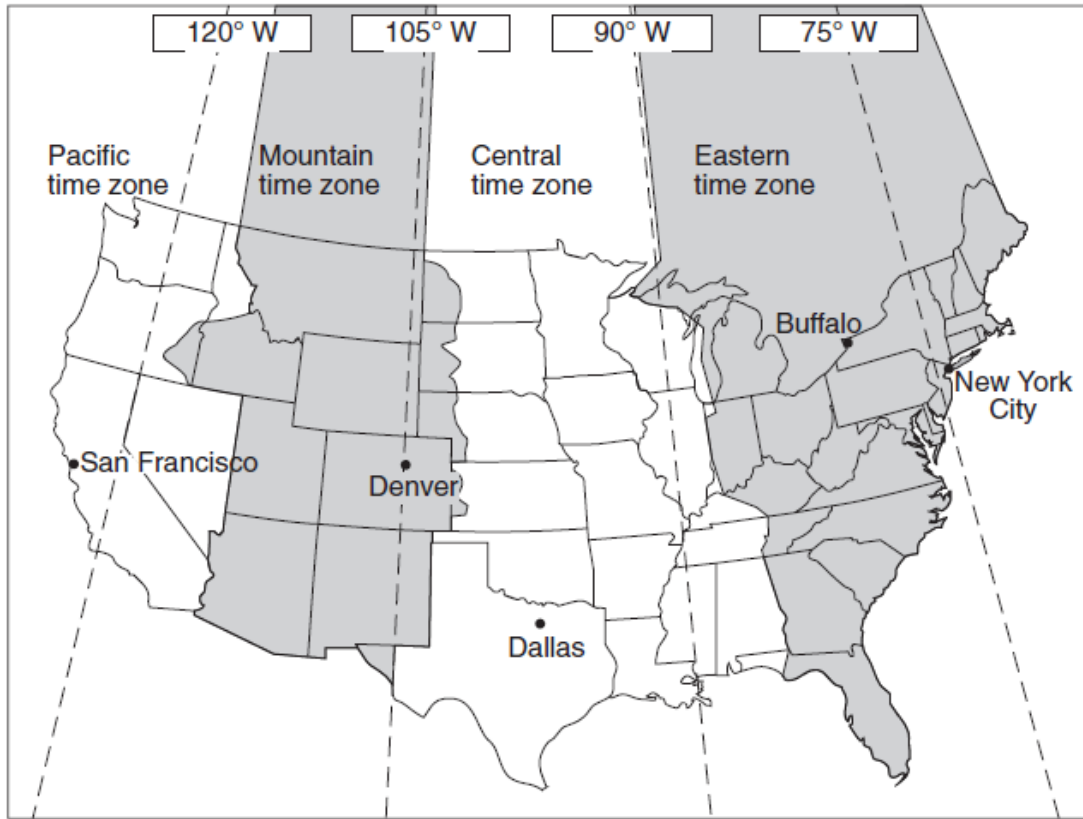 120° W
105° W
90° W
75° W
Pacific
time zone
Mountain
time zone
Central
time zone
Eastern
time zone
Buffalo
New York
City
San Francisco
Denver
Dallas